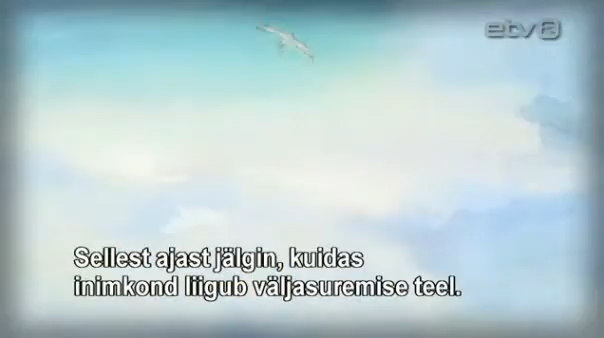 etv2
Sellest ajast jälgin, kuidas
inimkond liigub väljasuremise teel.